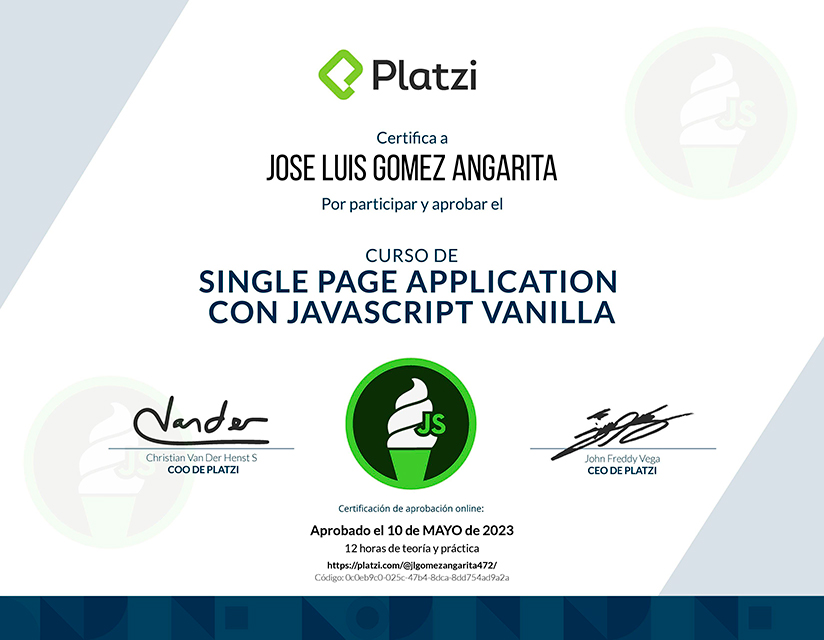 Platzi
Certifica a
JOSE LUIS GOMEZ ANGARITA
Por participar y aprobar el
CURSO DE
SINGLE PAGE APPLICATION
CON JAVASCRIPT VANILLA
JS
JS
JS
Vander
Christian Van Der Henst S
COO DE PLATZI
John Freddy Vega
CEO DE PLATZI
Certificación de aprobación online:
Aprobado el 10 de MAYO de 2023
12 horas de teoría y práctica
https://platzi.com/@jlgomezangarita472/
Código: 0c0eb9c0-025c-47b4-8dca-8dd754ad9a2a